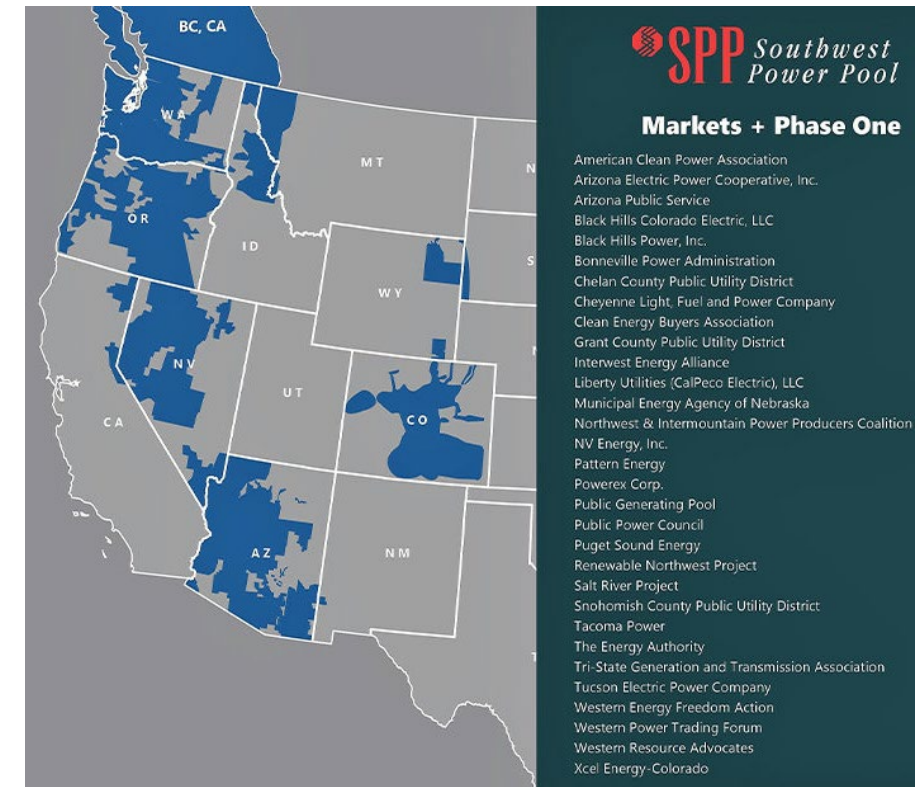 BC, CA
WA
MT
N
OR
ID
S
WY
N
NV
UT
CO
CA
AZ
NM
T
SPP Southwest
Power Pool
Markets + Phase One
American Clean Power Association
Arizona Electric Power Cooperative, Inc.
Arizona Public Service
Black Hills Colorado Electric, LLC
Black Hills Power, Inc.
Bonneville Power Administration
Chelan County Public Utility District
Cheyenne Light, Fuel and Power Company
Clean Energy Buyers Association
Grant County Public Utility District
Interwest Energy Alliance
Liberty Utilities (CalPeco Electric), LLC
Municipal Energy Agency of Nebraska
Northwest & Intermountain Power Producers Coalition
NV Energy, Inc.
Pattern Energy
Powerex Corp.
Public Generating Pool
Public Power Council
Puget Sound Energy
Renewable Northwest Project
Salt River Project
Snohomish County Public Utility District
Tacoma Power
The Energy Authority
Tri-State Generation and Transmission Association
Tucson Electric Power Company
Western Energy Freedom Action
Western Power Trading Forum
Western Resource Advocates
Xcel Energy-Colorado